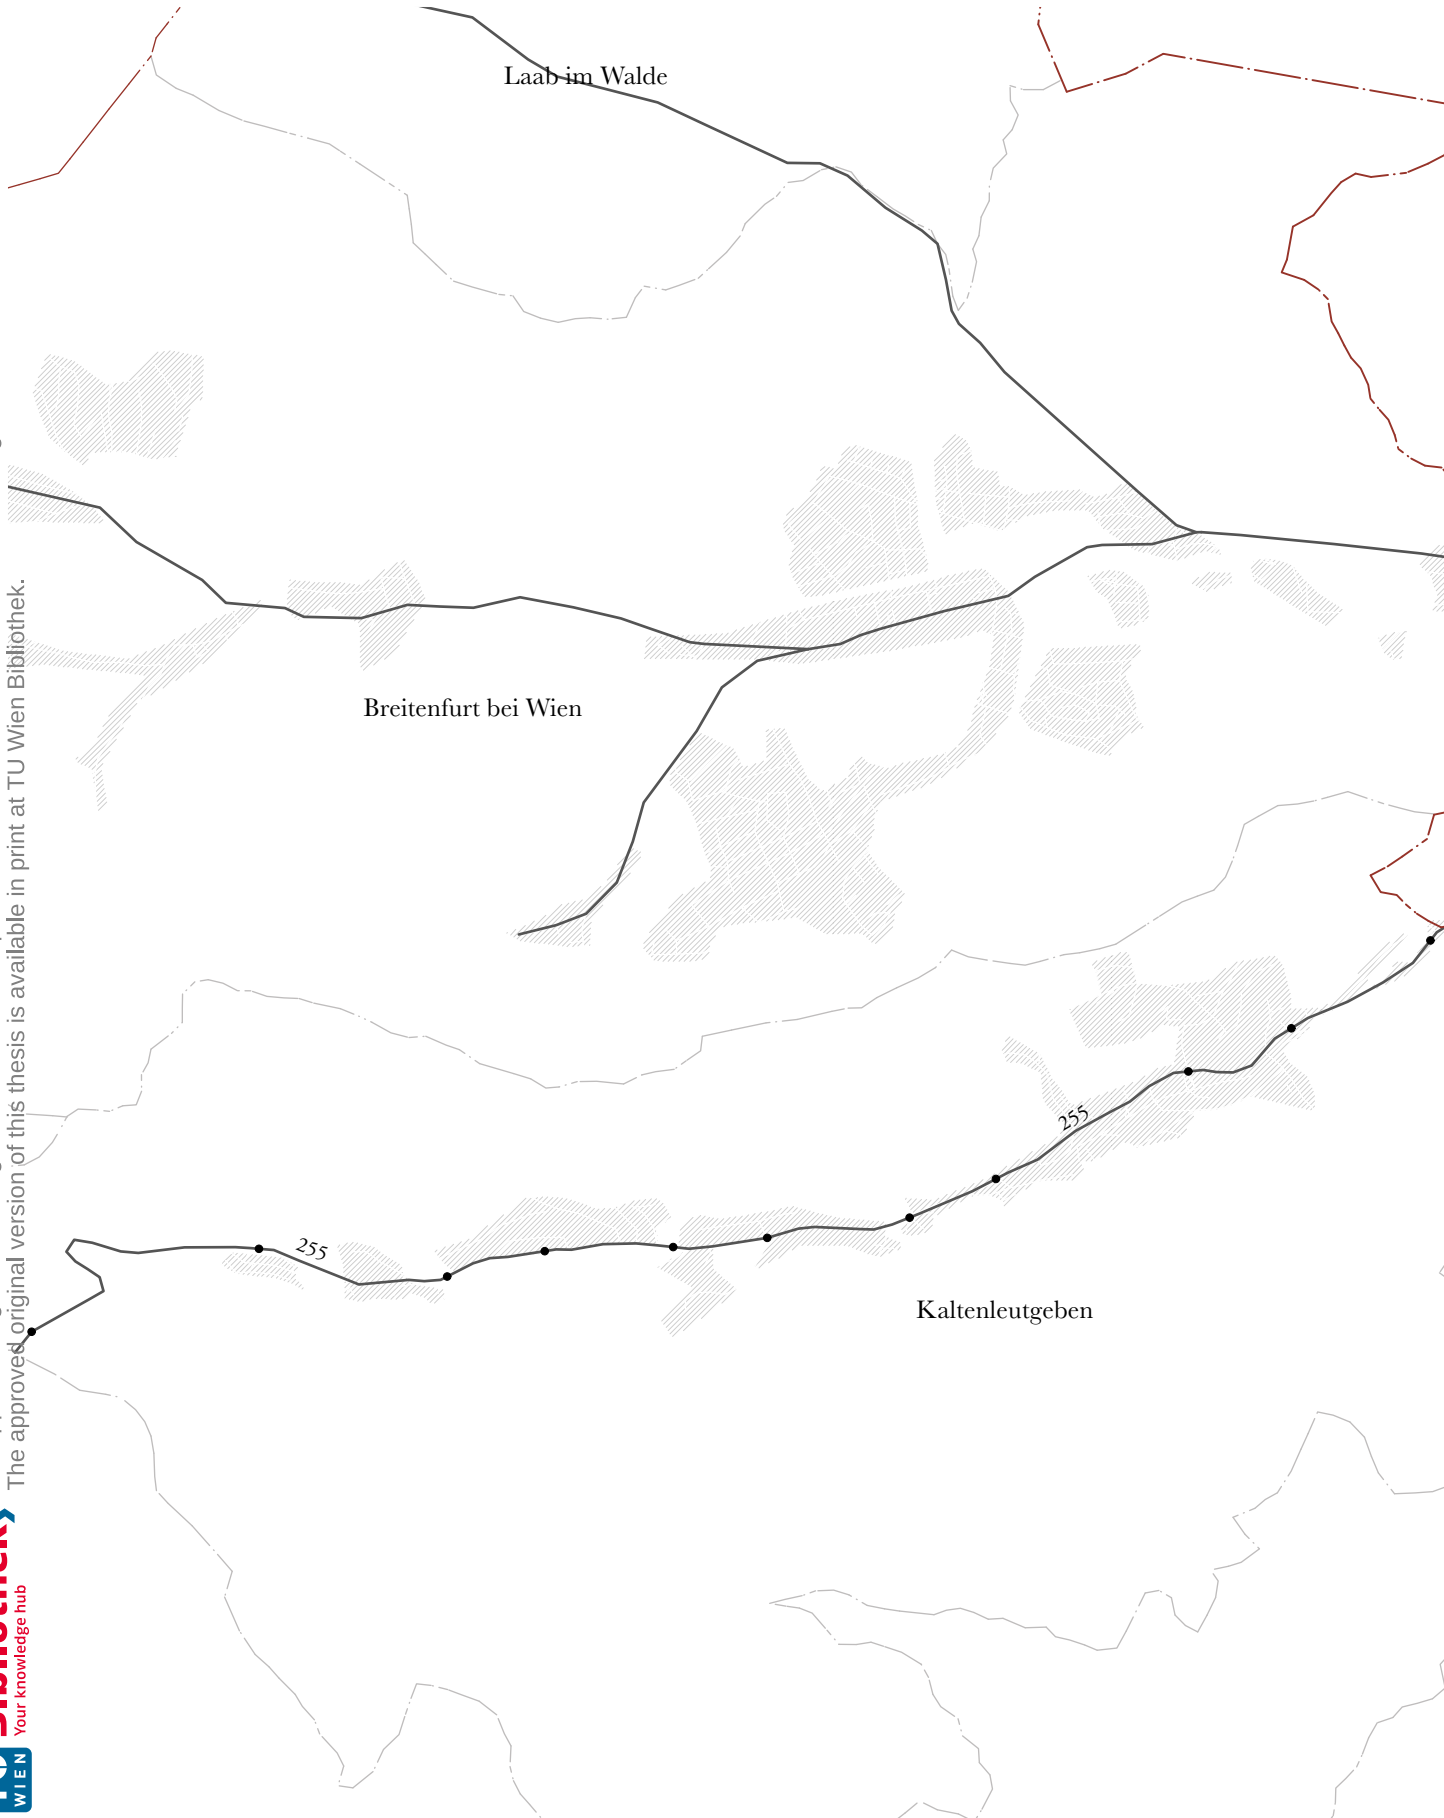 Laab im Walde
Breitenfurt bei Wien
255
255
Kaltenleutgeben
The approved original version of this thesis is available in print at TU Wien Bibliothek.
Your knowledge hub
WIEN